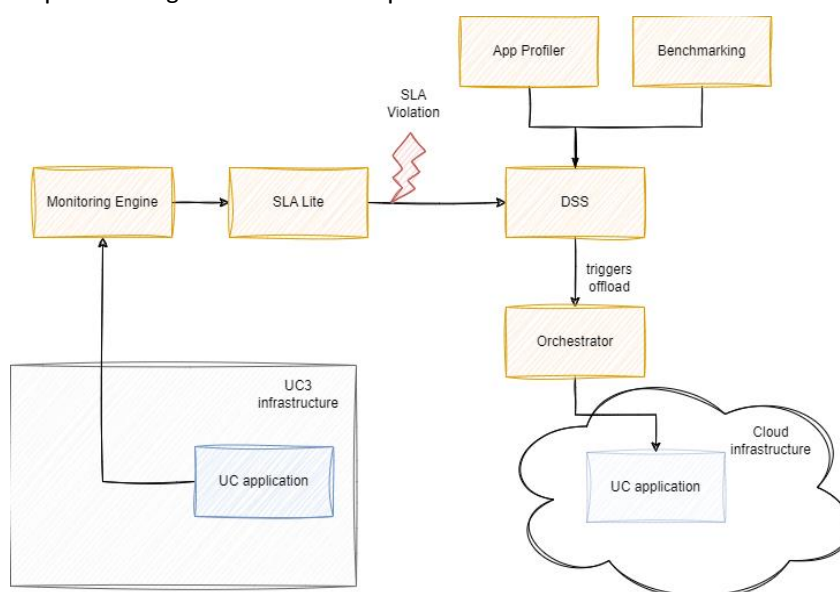 App Profiler
Benchmarking
SLA
Violation
Monitoring Engine
SLA Lite
DSS
triggers
offload
Orchestrator
UC3
infrastructure
UC application
Cloud
infrastructure
UC application